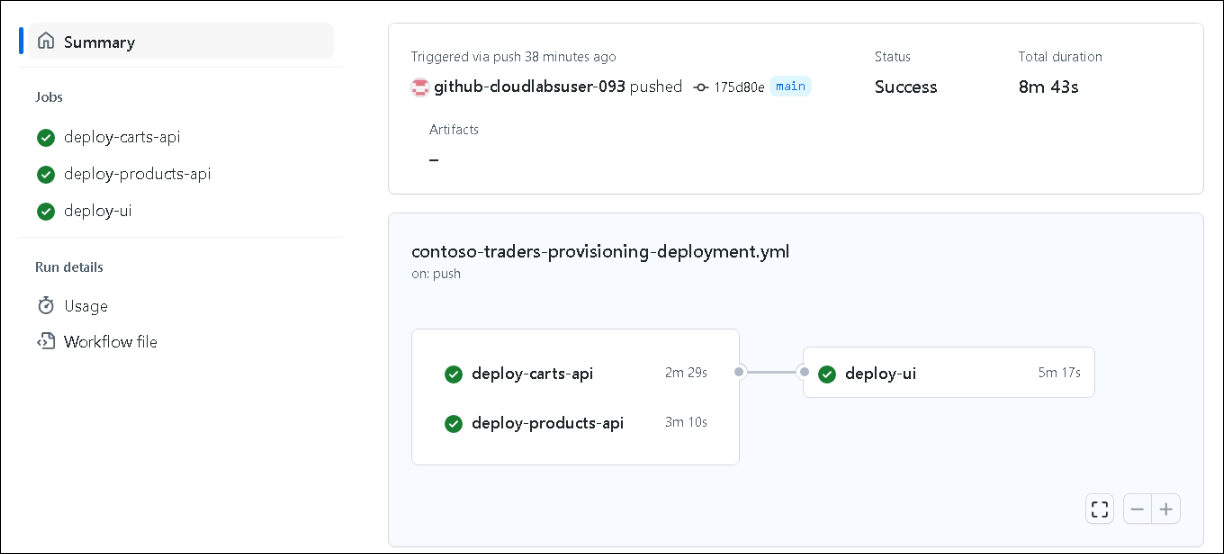 Summary
Jobs
deploy-carts-api
deploy-products-api
deploy-ui
Run details
Usage
Workflow file
Triggered via push 38 minutes ago
github-cloudlabsuser-093 pushed 175d80e main
Status
Success
Total duration
8m 43s
Artifacts
–
contoso-traders-provisioning-deployment.yml
on: push
deploy-carts-api 2m 29s
deploy-products-api 3m 10s
deploy-ui 5m 17s